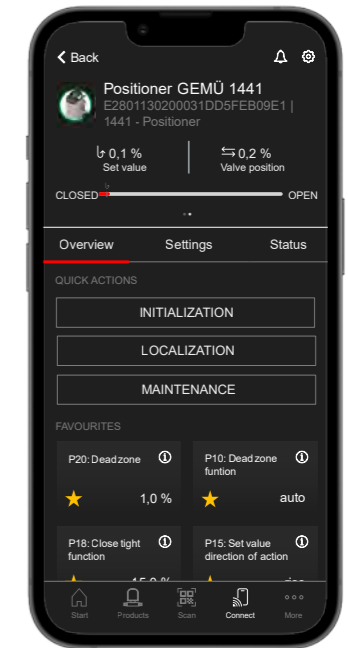 Back
Positioner GEMÜ 1441
E2801130200031DD5FEB09E1 |
1441 - Positioner
0,1 %
Set value
0,2 %
Valve position
CLOSED
OPEN
Overview
Settings
Status
QUICK ACTIONS
INITIALIZATION
LOCALIZATION
MAINTENANCE
FAVOURITES
P20: Dead zone
1,0 %
P10: Dead zone
funtion
auto
P18: Close tight
function
P15: Set value
direction of action
Start
Products
Scan
Connect
More